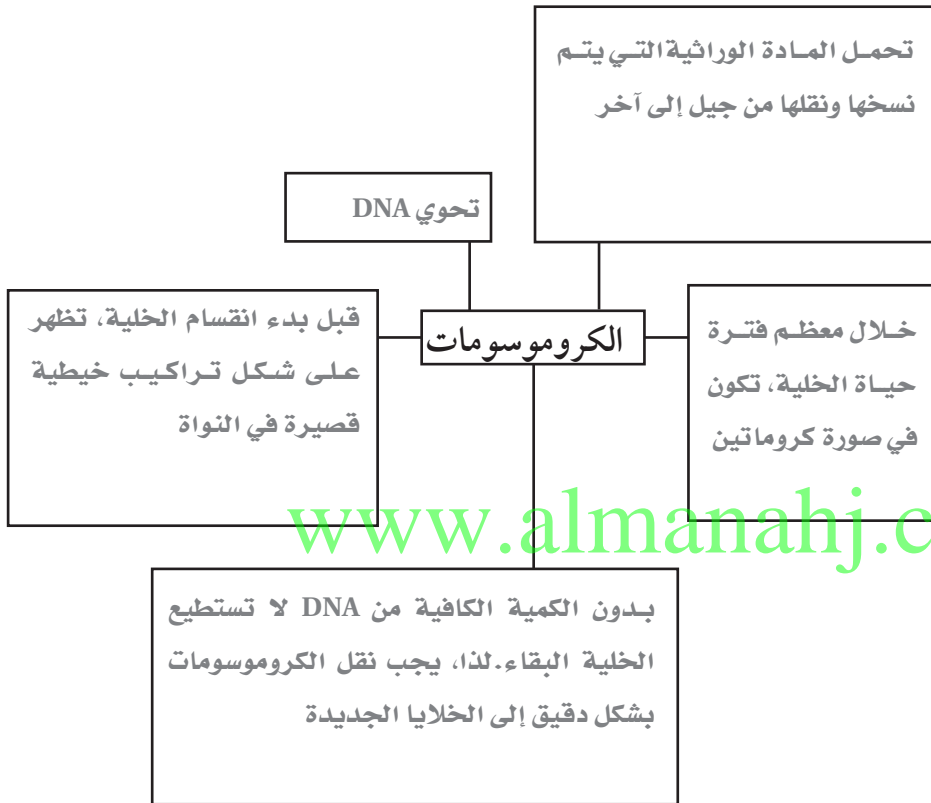 تحمل المادة الوراثية التي يتم
نسخها ونقلها من جيل إلى آخر
تحوي DNA
الكروموسومات
خلال معظم فترة
حياة الخلية، تكون
في صورة كروماتين
قبل بدء انقسام الخلية، تظهر
على شكل تراكيب خيطية
قصيرة في النواة
www.almanahj.c
بدون الكمية الكافية من DNA لا تستطيع
الخلية البقاء.لذا، يجب نقل الكروموسومات
بشكل دقيق إلى الخلايا الجديدة